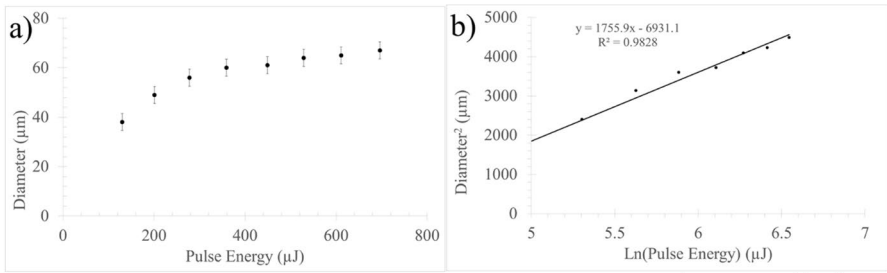 a)
80
60
40
20
0
Diameter (µm)
0 200 400 600 800
Pulse Energy (µJ)
b)
y = 1755.9x - 6931.1
R² = 0.9828
5000
4000
3000
2000
1000
0
Diameter² (µm)
5 5.5 6 6.5 7
Ln(Pulse Energy) (µJ)